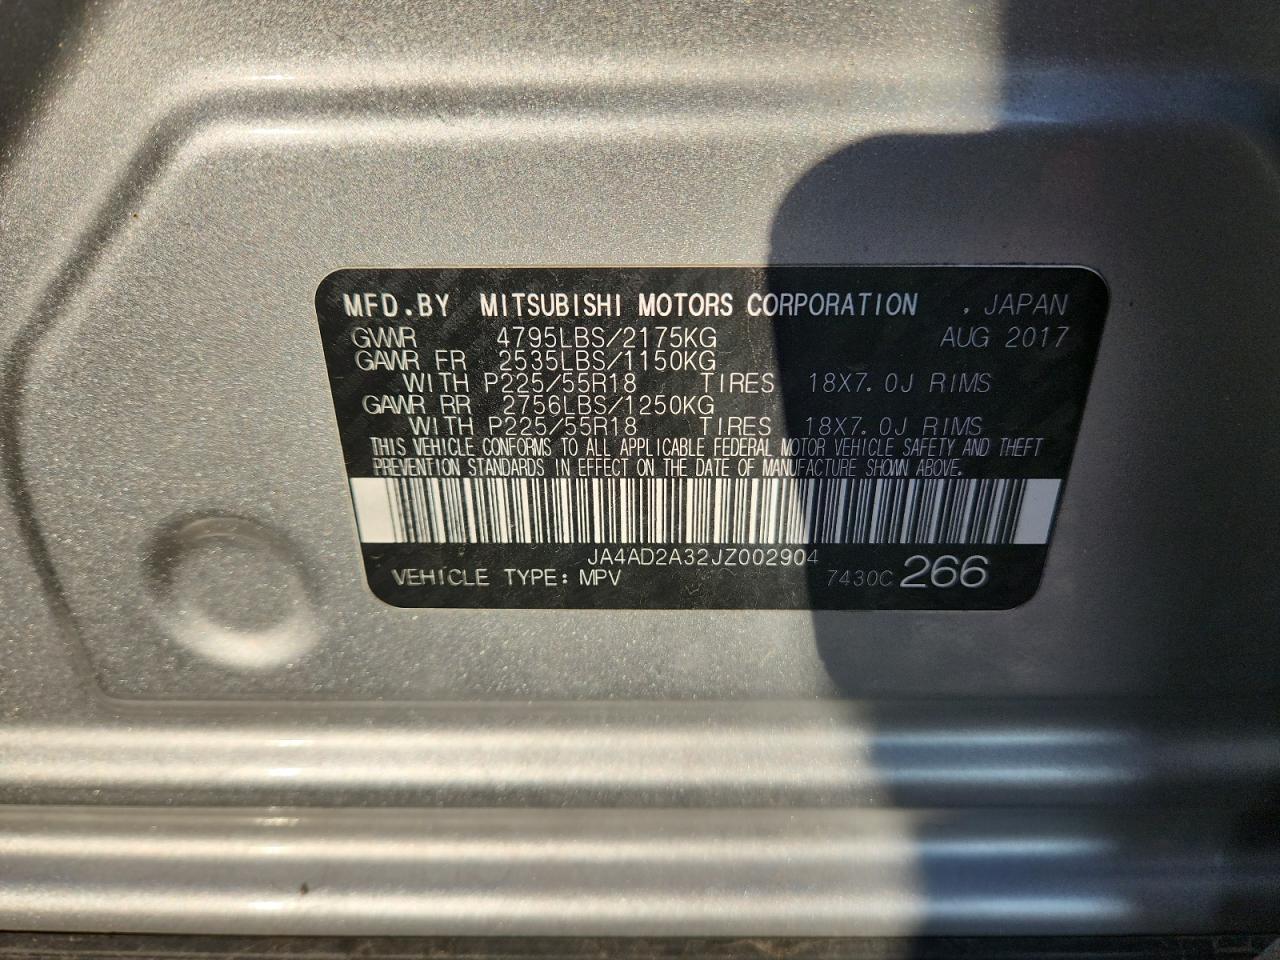 MFD.BY MITSUBISHI MOTORS CORPORATION , JAPAN
GVWR 4795LBS/2175KG AUG 2017
GAWR FR 2535LBS/1150KG
WITH P225/55R18 TIRES 18X7.0J RIMS
GAWR RR 2756LBS/1250KG
WITH P225/55R18 TIRES 18X7.0J RIMS
THIS VEHICLE CONFORMS TO ALL APPLICABLE FEDERAL MOTOR VEHICLE SAFETY AND THEFT
PREVENTION STANDARDS IN EFFECT ON THE DATE OF MANUFACTURE SHOWN ABOVE.
JA4AD2A32JZ002904
VEHICLE TYPE: MPV 7430C 266